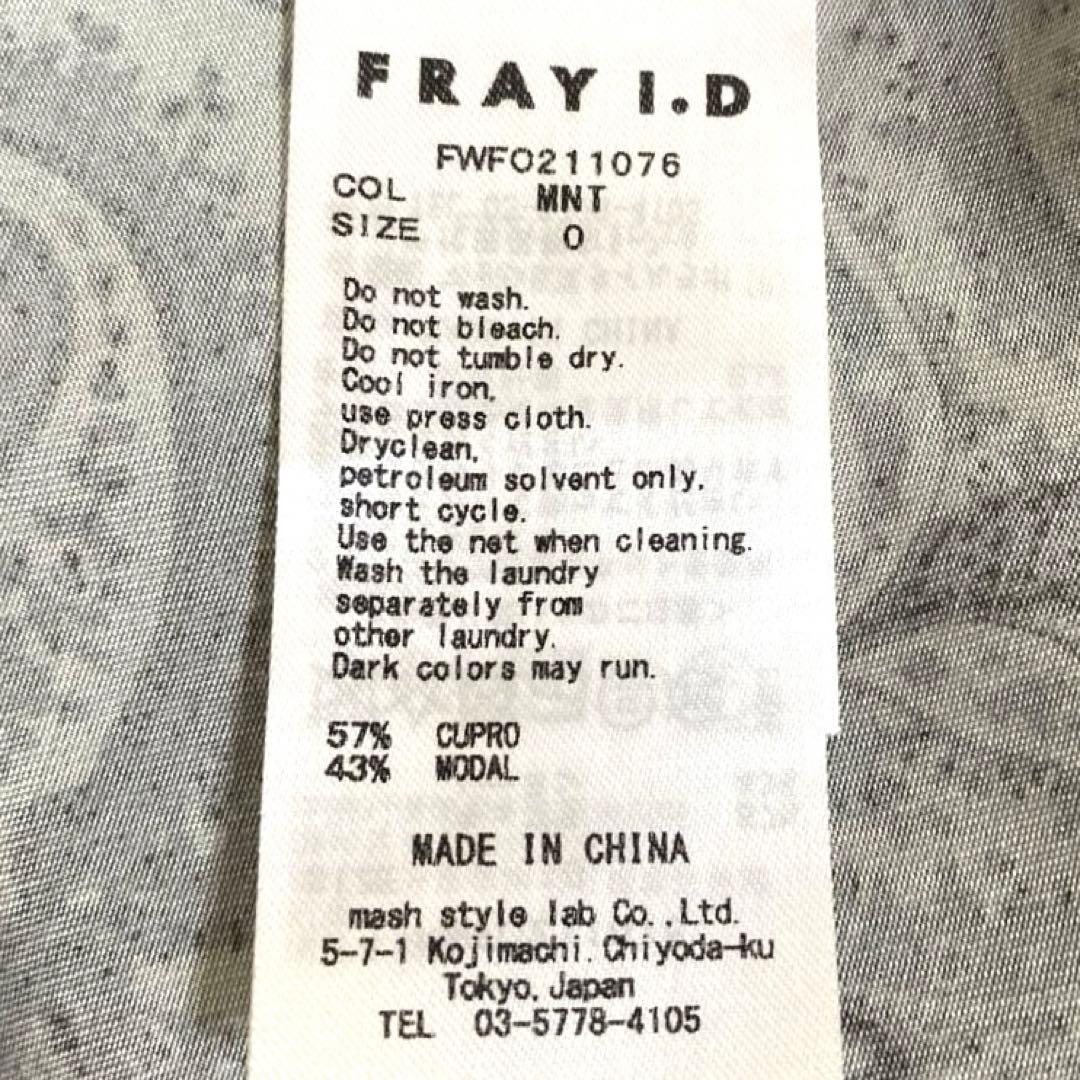 FRAY I.D
FWFO211076
COL MNT
SIZE 0
Do not wash.
Do not bleach.
Do not tumble dry.
Cool iron,
use press cloth.
Dryclean,
petroleum solvent only,
short cycle.
Use the net when cleaning.
Wash the laundry
separately from
other laundry.
Dark colors may run.
57% CUPRO
43% MODAL
MADE IN CHINA
mash style lab Co.,Ltd.
5-7-1 Kojimachi,Chiyoda-ku
Tokyo,Japan
TEL 03-5778-4105